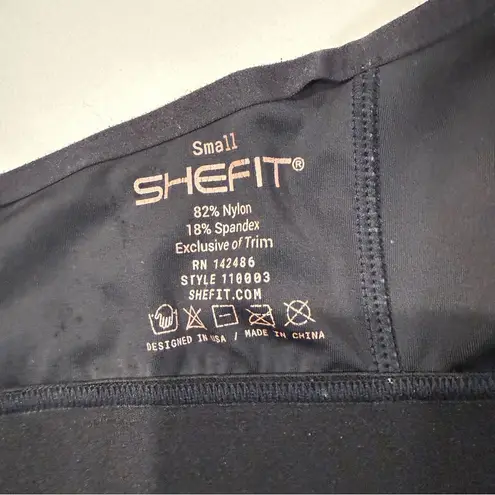 Small
SHEFIT®
82% Nylon
18% Spandex
Exclusive of Trim
RN 142486
STYLE 110003
SHEFIT.COM
DESIGNED IN USA / MADE IN CHINA